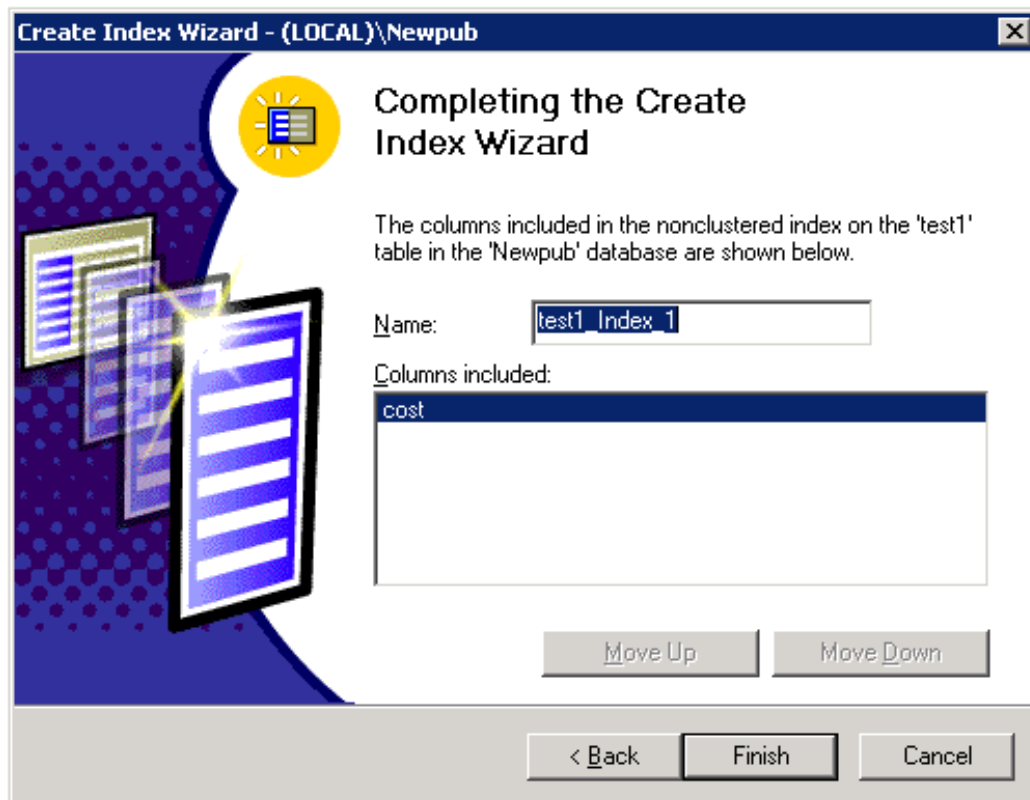 Create Index Wizard - (LOCAL)\Newpub
Completing the Create
Index Wizard
The columns included in the nonclustered index on the 'test1'
table in the 'Newpub' database are shown below.
Name:
test1_Index_1
Columns included:
cost
Move Up
Move Down
< Back
Finish
Cancel